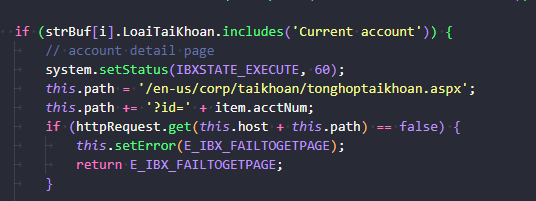 if (strBuf[i].LoaiTaiKhoan.includes('Current account')) {
// account detail page
system.setStatus(IBXSTATE_EXECUTE, 60);
this.path = '/en-us/corp/taikhoan/tonghoptaikhoan.aspx';
this.path += '?id=' + item.acctNum;
if (httpRequest.get(this.host + this.path) == false) {
this.setError(E_IBX_FAILTOGETPAGE);
return E_IBX_FAILTOGETPAGE;
}